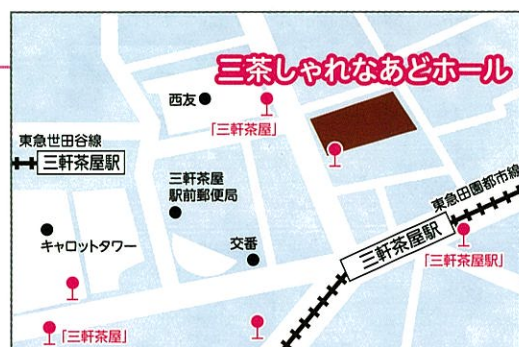 三茶しゃれなあどホール
西友
「三軒茶屋」
東急世田谷線
三軒茶屋駅
三軒茶屋
駅前郵便局
東急田園都市線
キャロットタワー
交番
三軒茶屋駅
「三軒茶屋駅」
「三軒茶屋」